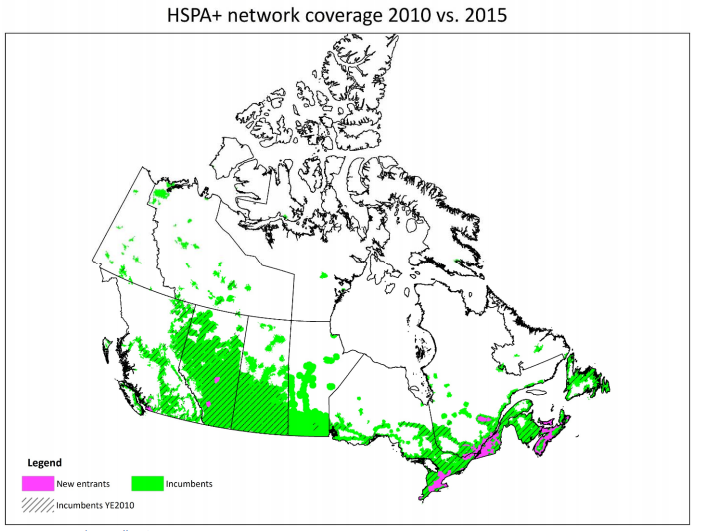 HSPA+ network coverage 2010 vs. 2015
Legend
New entrants
Incumbents
Incumbents YE2010